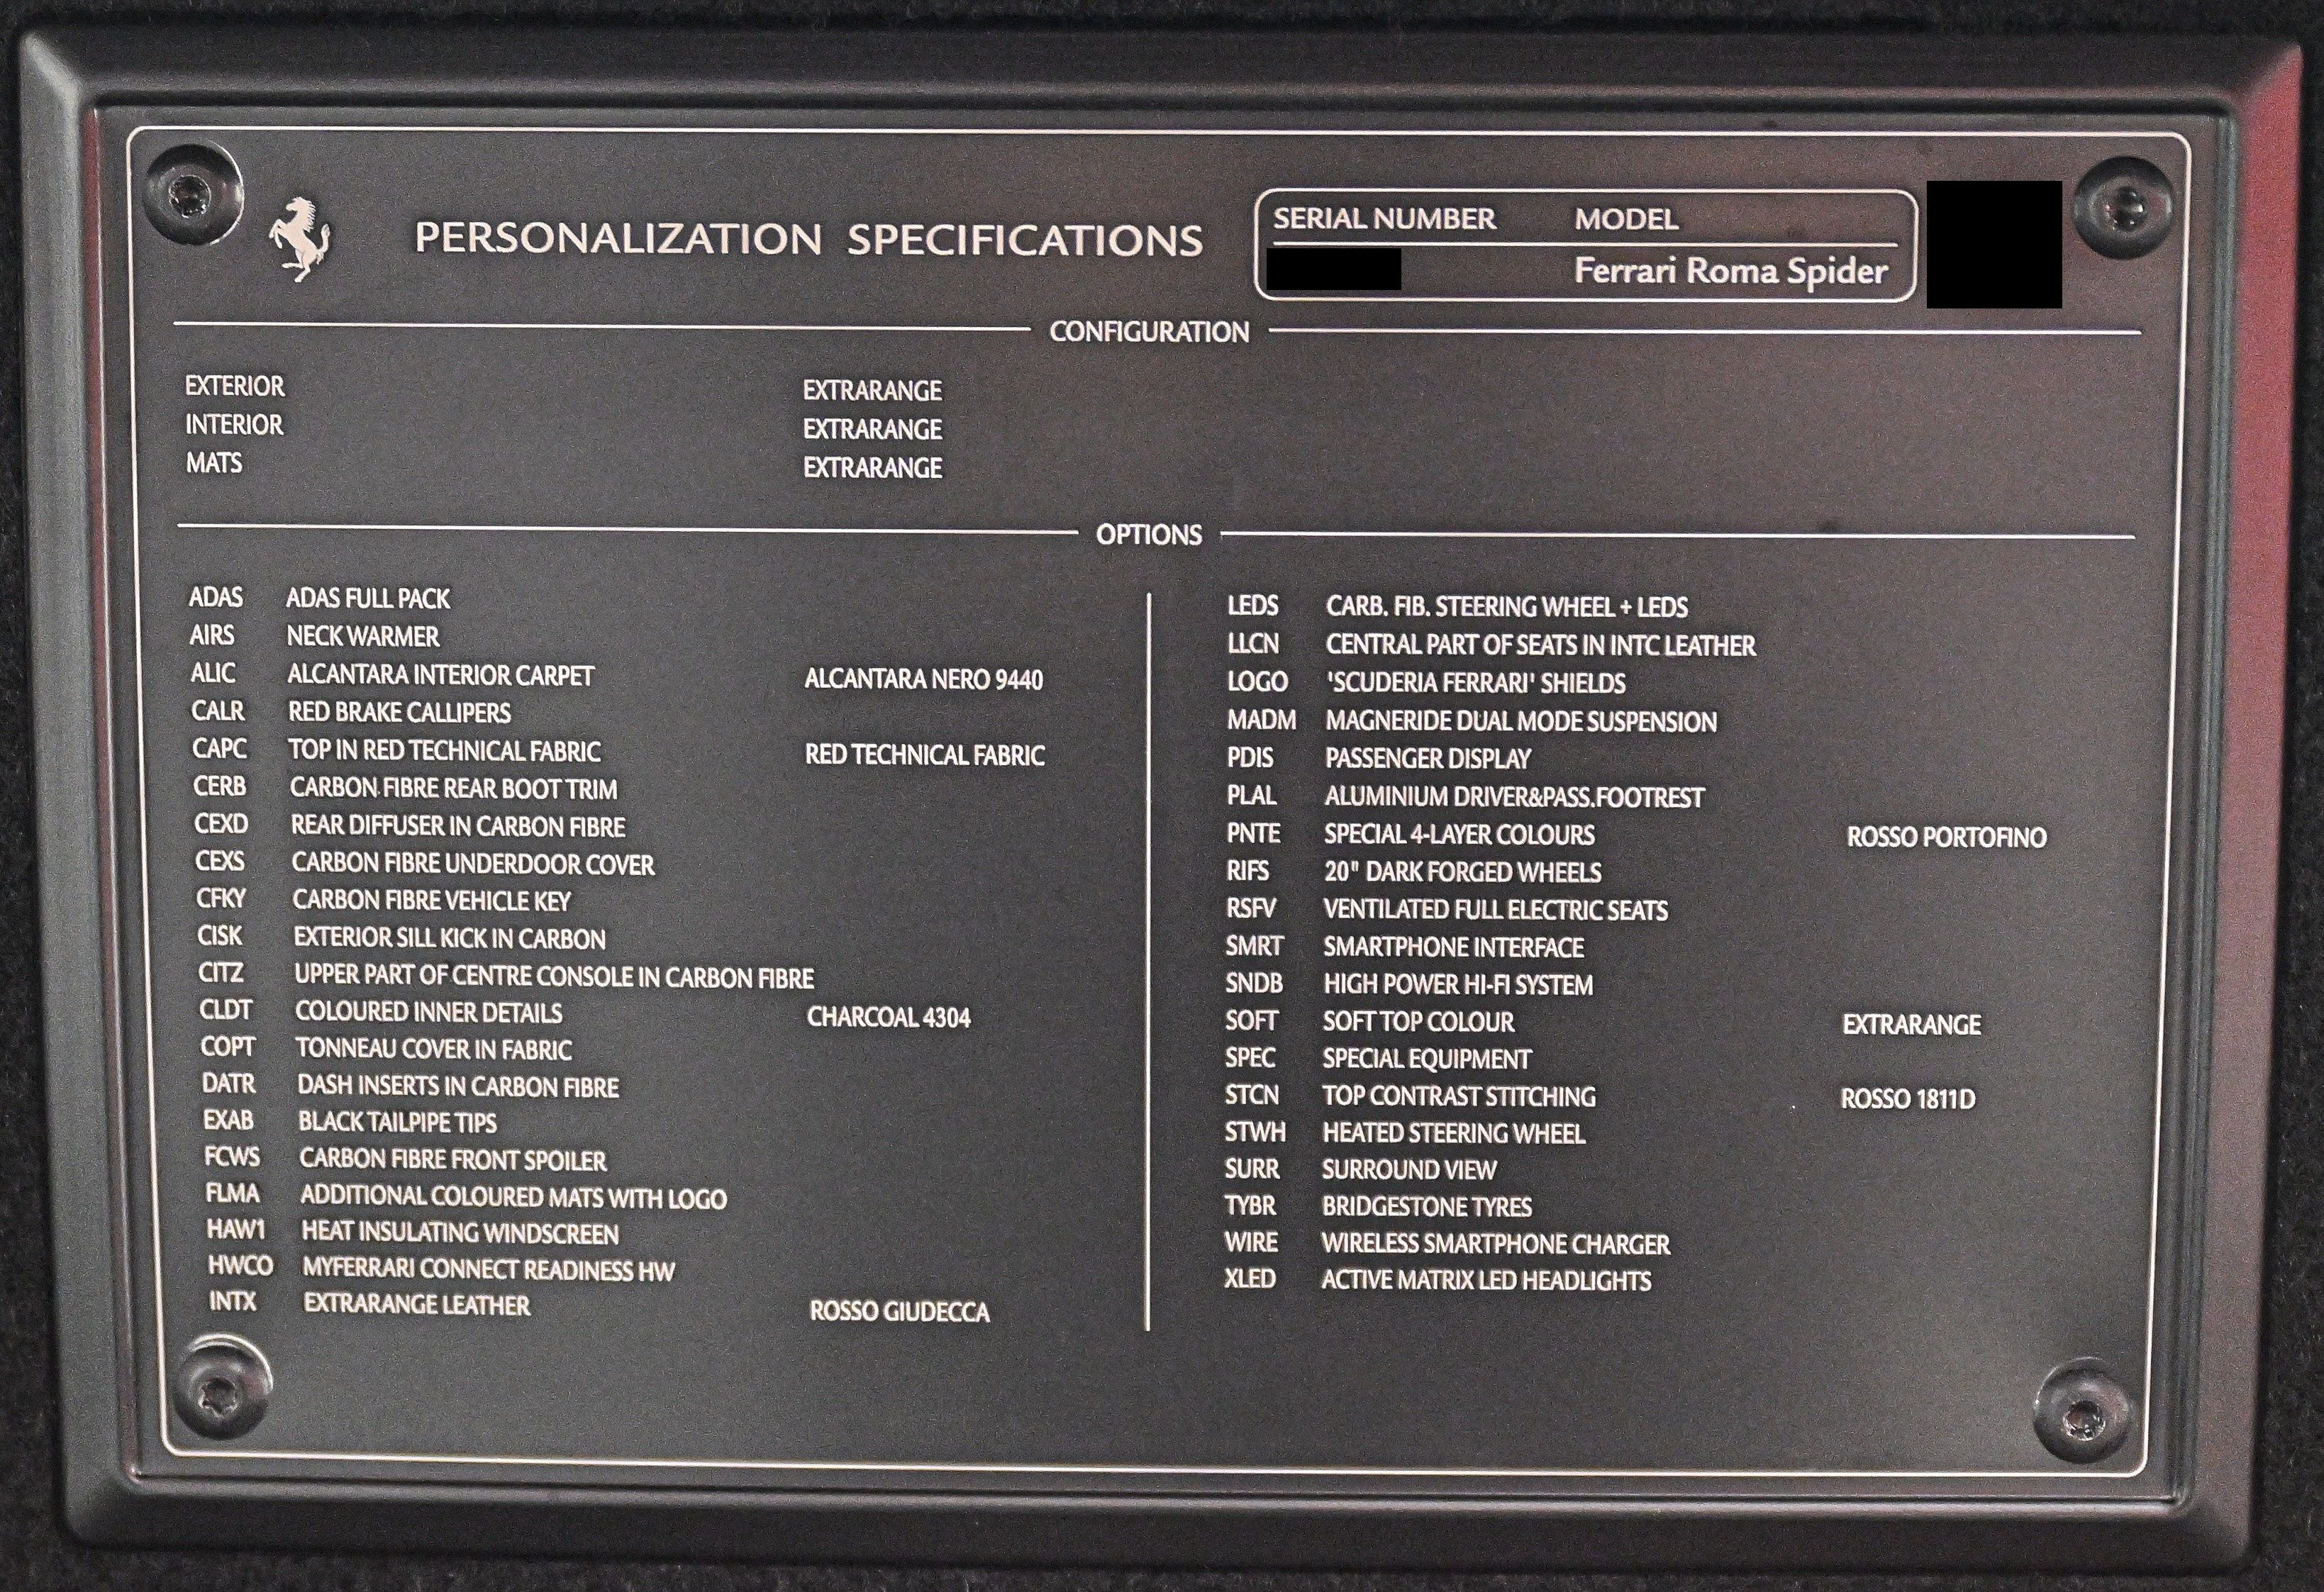 PERSONALIZATION SPECIFICATIONS
SERIAL NUMBER MODEL
Ferrari Roma Spider
CONFIGURATION
EXTERIOR EXTRARANGE
INTERIOR EXTRARANGE
MATS EXTRARANGE
OPTIONS
ADAS ADAS FULL PACK
AIRS NECK WARMER
ALIC ALCANTARA INTERIOR CARPET ALCANTARA NERO 9440
CALR RED BRAKE CALLIPERS
CAPC TOP IN RED TECHNICAL FABRIC RED TECHNICAL FABRIC
CERB CARBON FIBRE REAR BOOT TRIM
CEXD REAR DIFFUSER IN CARBON FIBRE
CEXS CARBON FIBRE UNDERDOOR COVER
CFKY CARBON FIBRE VEHICLE KEY
CISK EXTERIOR SILL KICK IN CARBON
CITZ UPPER PART OF CENTRE CONSOLE IN CARBON FIBRE
CLDT COLOURED INNER DETAILS CHARCOAL 4304
COPT TONNEAU COVER IN FABRIC
DATR DASH INSERTS IN CARBON FIBRE
EXAB BLACK TAILPIPE TIPS
FCWS CARBON FIBRE FRONT SPOILER
FLMA ADDITIONAL COLOURED MATS WITH LOGO
HAW1 HEAT INSULATING WINDSCREEN
HWCO MYFERRARI CONNECT READINESS HW
INTX EXTRARANGE LEATHER ROSSO GIUDECCA
LEDS CARB. FIB. STEERING WHEEL + LEDS
LLCN CENTRAL PART OF SEATS IN INTC LEATHER
LOGO 'SCUDERIA FERRARI' SHIELDS
MADM MAGNERIDE DUAL MODE SUSPENSION
PDIS PASSENGER DISPLAY
PLAL ALUMINIUM DRIVER&PASS.FOOTREST
PNTE SPECIAL 4-LAYER COLOURS ROSSO PORTOFINO
RIFS 20" DARK FORGED WHEELS
RSFV VENTILATED FULL ELECTRIC SEATS
SMRT SMARTPHONE INTERFACE
SNDB HIGH POWER HI-FI SYSTEM
SOFT SOFT TOP COLOUR EXTRARANGE
SPEC SPECIAL EQUIPMENT
STCN TOP CONTRAST STITCHING ROSSO 1811D
STWH HEATED STEERING WHEEL
SURR SURROUND VIEW
TYBR BRIDGESTONE TYRES
WIRE WIRELESS SMARTPHONE CHARGER
XLED ACTIVE MATRIX LED HEADLIGHTS